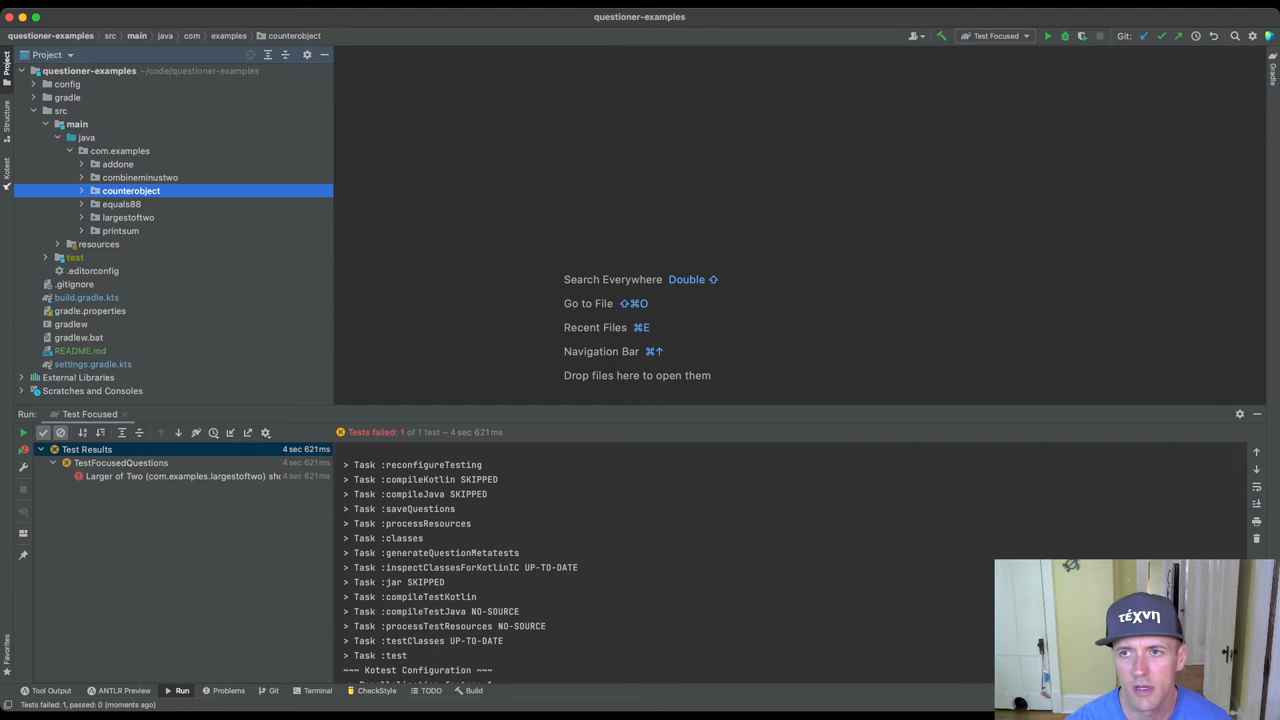 questioner-examples
questioner-examples › src › main › java › com › examples › counterobject
Test Focused
Git:
Project
questioner-examples ~/code/questioner-examples
config
gradle
src
main
java
com.examples
addone
combineminustwo
counterobject
equals88
largestoftwo
printsum
resources
test
.editorconfig
.gitignore
build.gradle.kts
gradle.properties
gradlew
gradlew.bat
README.md
settings.gradle.kts
External Libraries
Scratches and Consoles
Project
Structure
Kotest
Favorites
Gradle
Search Everywhere Double ⇧
Go to File ⇧⌘O
Recent Files ⌘E
Navigation Bar ⌘↑
Drop files here to open them
Run: Test Focused
Tests failed: 1 of 1 test – 4 sec 621 ms
Test Results 4 sec 621 ms
TestFocusedQuestions 4 sec 621 ms
Larger of Two (com.examples.largestoftwo) sho 4 sec 621 ms
> Task :reconfigureTesting
> Task :compileKotlin SKIPPED
> Task :compileJava SKIPPED
> Task :saveQuestions
> Task :processResources
> Task :classes
> Task :generateQuestionMetatests
> Task :inspectClassesForKotlinIC UP-TO-DATE
> Task :jar SKIPPED
> Task :compileTestKotlin
> Task :compileTestJava NO-SOURCE
> Task :processTestResources NO-SOURCE
> Task :testClasses UP-TO-DATE
> Task :test
~~~ Kotest Configuration ~~~
τέχνη
Tool Output
ANTLR Preview
Run
Problems
Git
Terminal
CheckStyle
TODO
Build
Tests failed: 1, passed: 0 (moments ago)